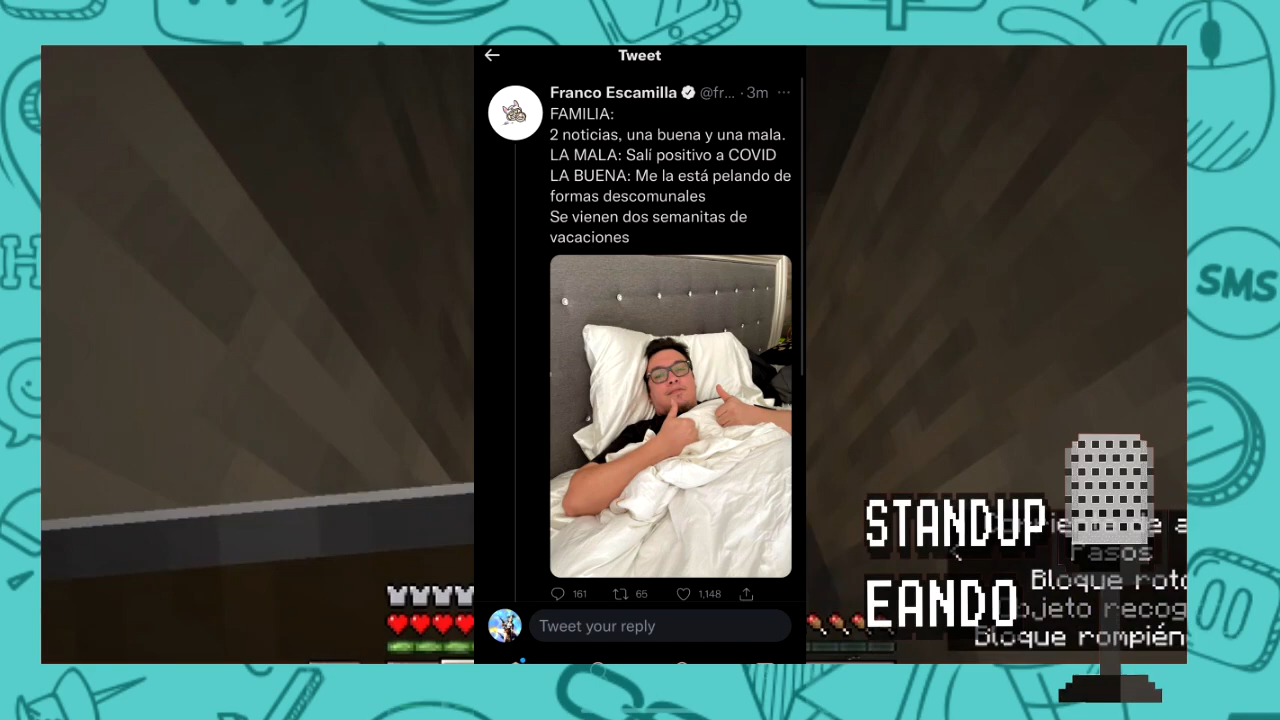 Tweet
Franco Escamilla @fr... · 3m ···
FAMILIA:
2 noticias, una buena y una mala.
LA MALA: Salí positivo a COVID
LA BUENA: Me la está pelando de
formas descomunales
Se vienen dos semanitas de
vacaciones
161 65 1,148
Tweet your reply
STANDUP
EANDO
Pasos
Bloque
Bloque
SMS
H